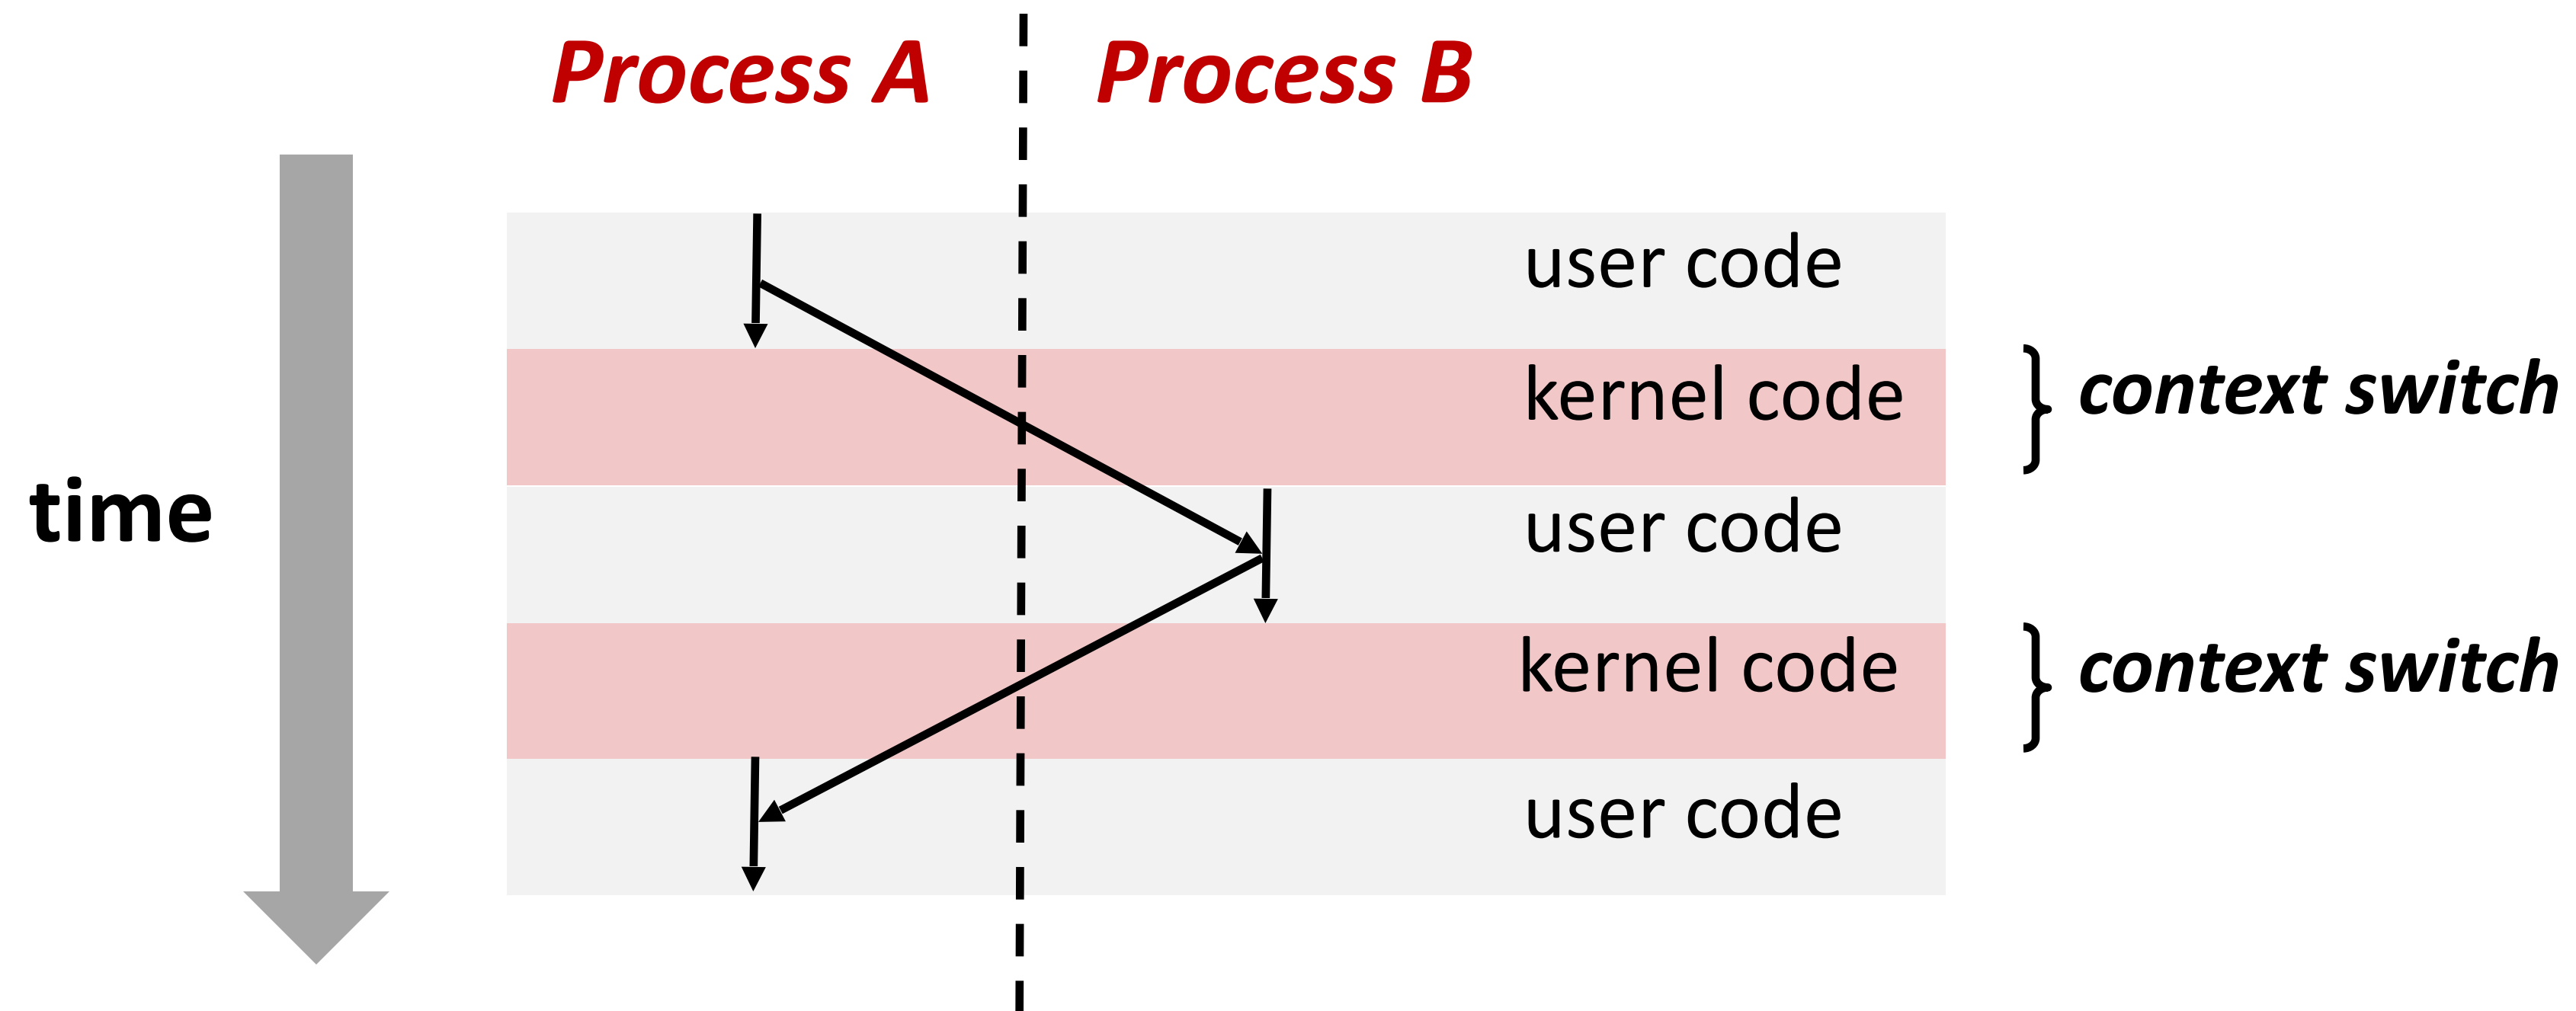 Process A
Process B
user code
kernel code
context switch
time
user code
kernel code
context switch
user code